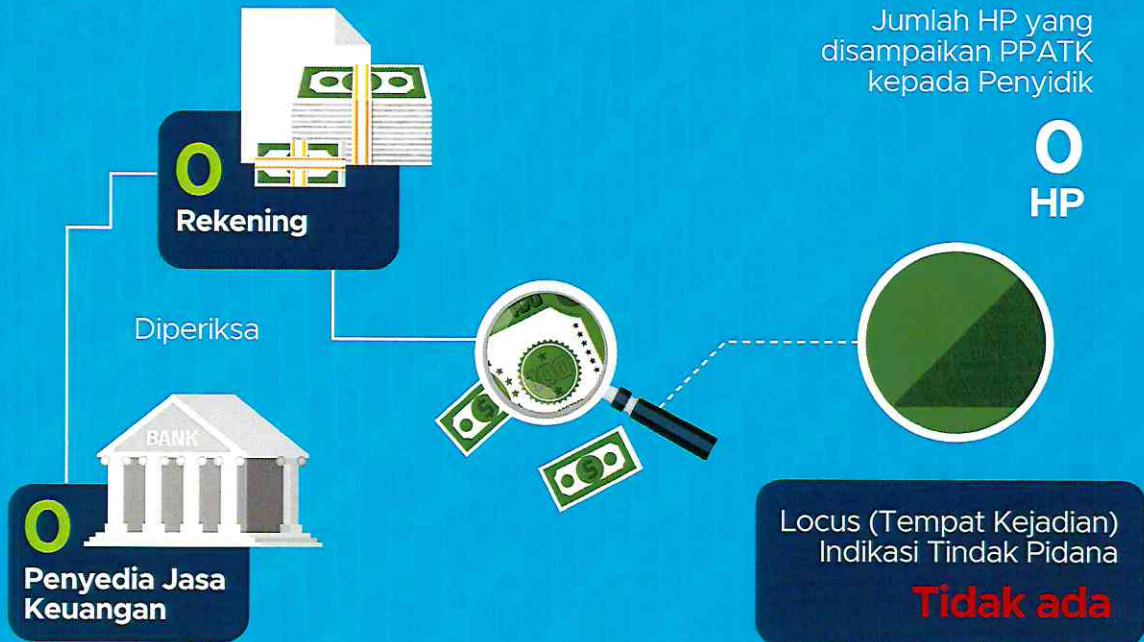 Jumlah HP yang
disampaikan PPATK
kepada Penyidik
0
HP
0
Rekening
Diperiksa
BANK
0
Penyedia Jasa
Keuangan
100
Locus (Tempat Kejadian)
Indikasi Tindak Pidana
Tidak ada